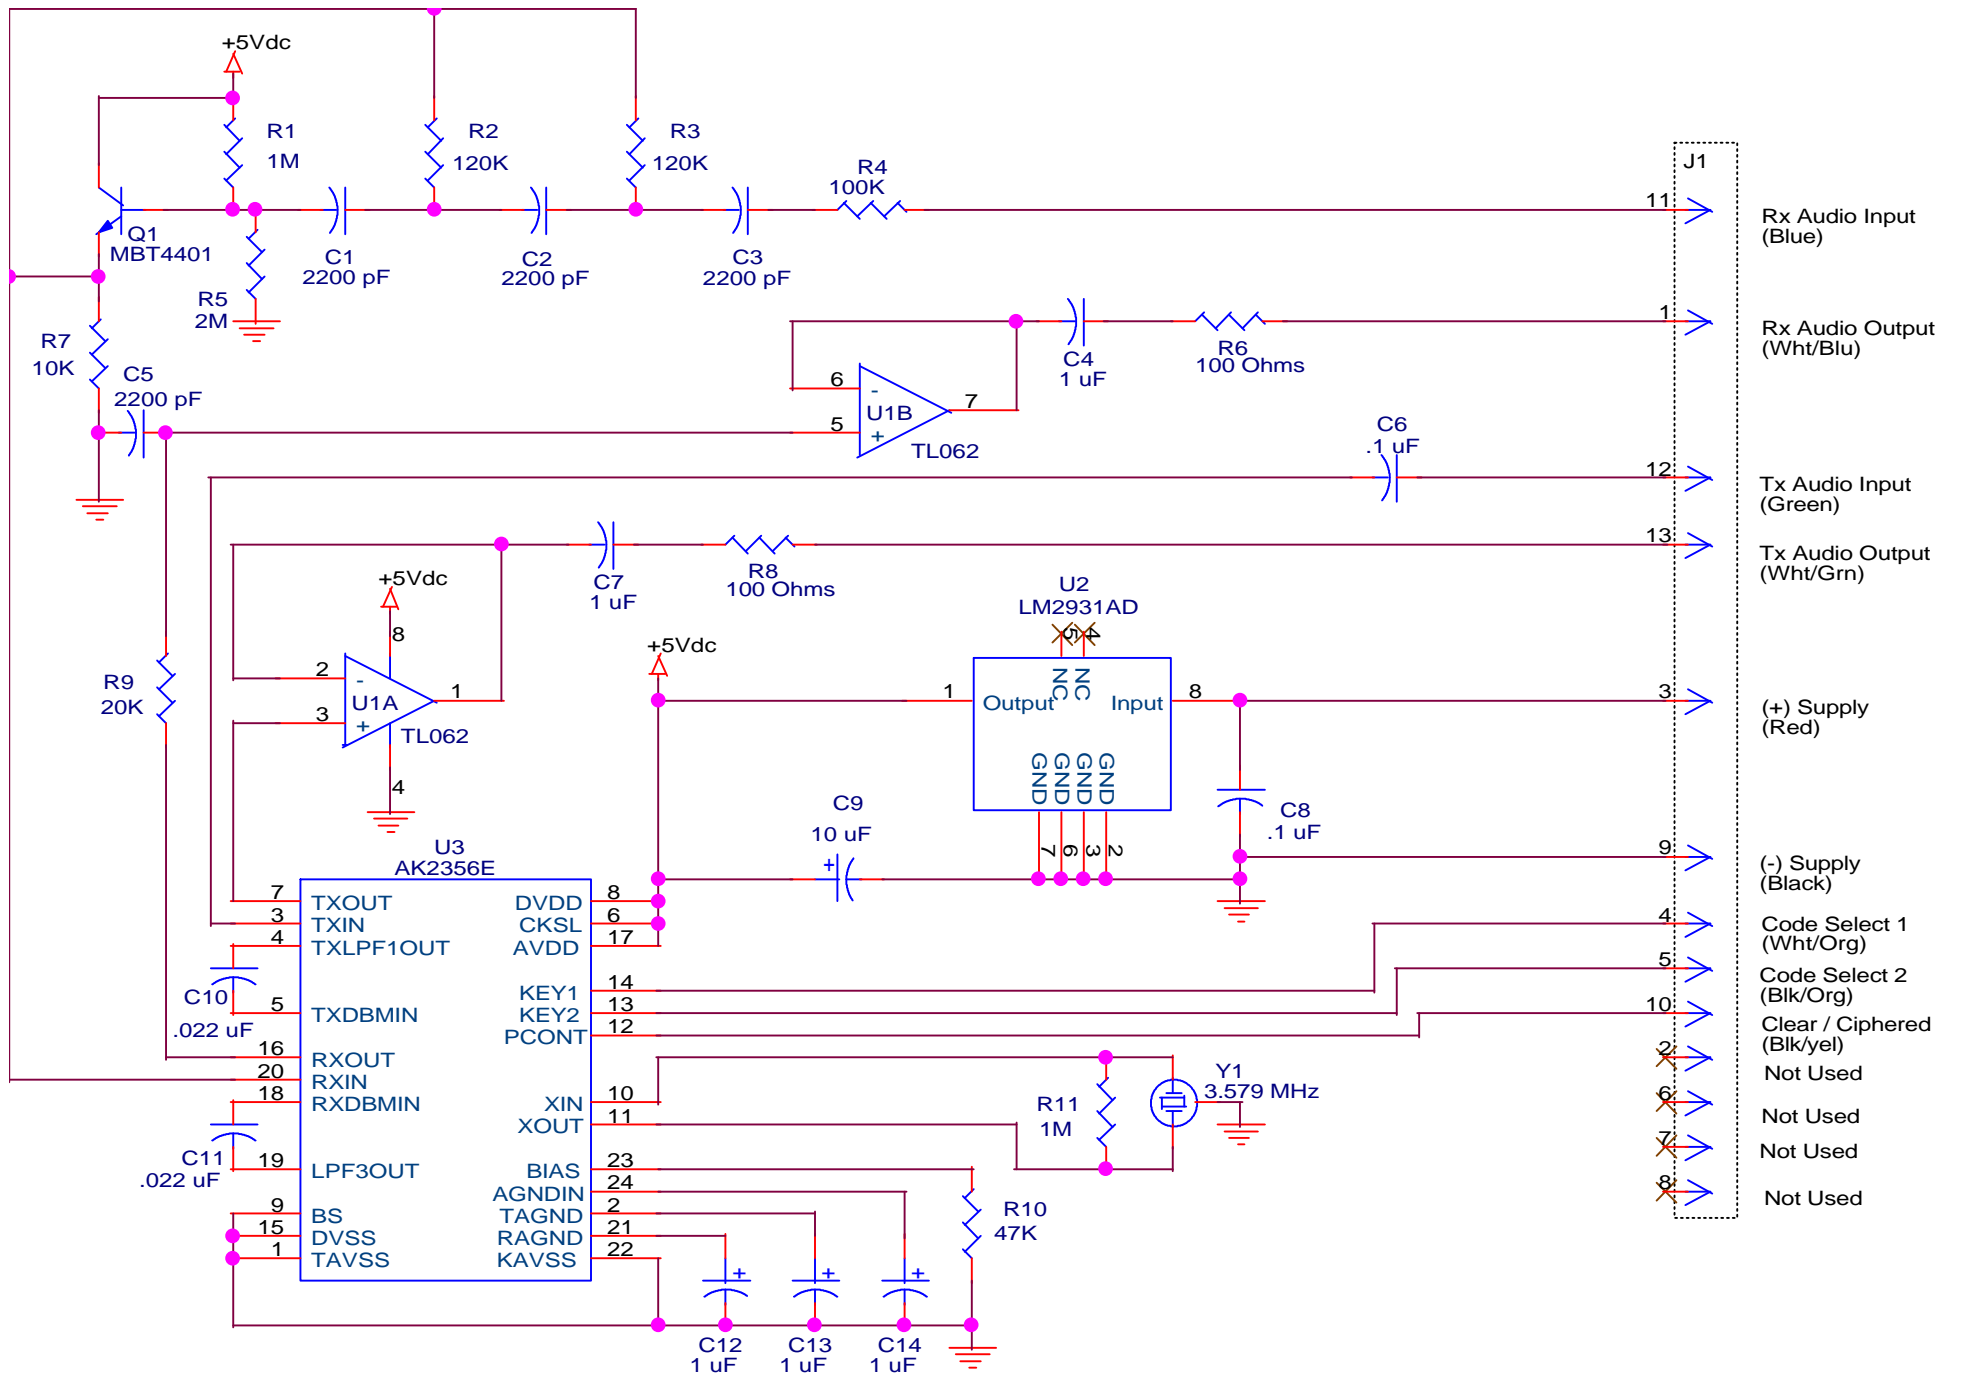 +5Vdc
R1
1M
R2
120K
R3
120K
R4
100K
J1
11
Rx Audio Input
(Blue)
Q1
MBT4401
C1
2200 pF
C2
2200 pF
C3
2200 pF
R5
2M
R7
10K
C5
2200 pF
6
-
U1B
7
5
+
TL062
C4
1 uF
R6
100 Ohms
1
Rx Audio Output
(Wht/Blu)
C6
.1 uF
12
Tx Audio Input
(Green)
C7
1 uF
R8
100 Ohms
13
Tx Audio Output
(Wht/Grn)
+5Vdc
8
2
-
U1A
1
3
+
TL062
4
R9
20K
+5Vdc
U2
LM2931AD
5
4
NC
NC
1
Output
Input
8
GND
GND
GND
GND
7
6
3
2
3
(+) Supply
(Red)
C9
10 uF
+
C8
.1 uF
9
(-) Supply
(Black)
U3
AK2356E
7
TXOUT
3
TXIN
4
TXLPF1OUT
C10
.022 uF
5
TXDBMIN
16
RXOUT
20
RXIN
18
RXDBMIN
C11
.022 uF
19
LPF3OUT
9
BS
15
DVSS
1
TAVSS
DVDD
8
CKSL
6
AVDD
17
KEY1
14
KEY2
13
PCONT
12
XIN
10
XOUT
11
BIAS
23
AGNDIN
24
TAGND
2
RAGND
21
KAVSS
22
4
Code Select 1
(Wht/Org)
5
Code Select 2
(Blk/Org)
10
Clear / Ciphered
(Blk/yel)
2
Not Used
6
Not Used
7
Not Used
8
Not Used
R11
1M
Y1
3.579 MHz
R10
47K
+
+
+
C12
1 uF
C13
1 uF
C14
1 uF